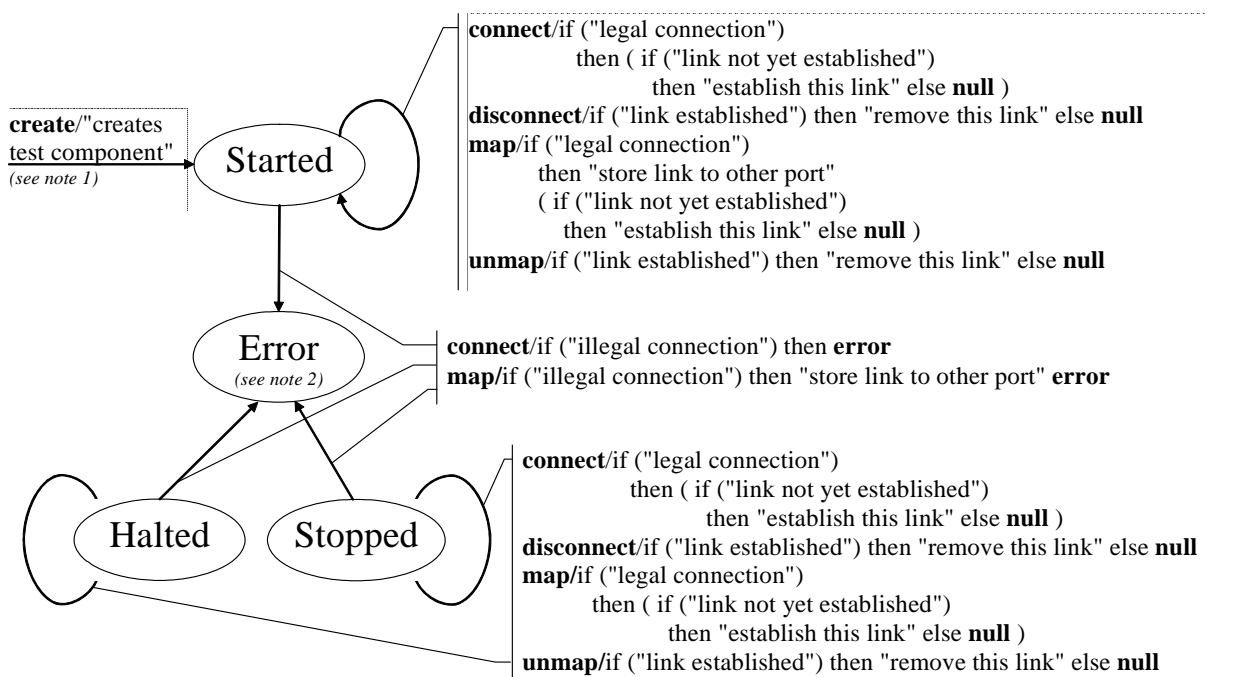 connect/if ("legal connection")
then ( if ("link not yet established")
then "establish this link" else null )
disconnect/if ("link established") then "remove this link" else null
map/if ("legal connection")
then "store link to other port"
( if ("link not yet established")
then "establish this link" else null )
unmap/if ("link established") then "remove this link" else null
create/"creates
test component"
(see note 1)
Started
Error
(see note 2)
connect/if ("illegal connection") then error
map/if ("illegal connection") then "store link to other port" error
Halted
Stopped
connect/if ("legal connection")
then ( if ("link not yet established")
then "establish this link" else null )
disconnect/if ("link established") then "remove this link" else null
map/if ("legal connection")
then ( if ("link not yet established")
then "establish this link" else null )
unmap/if ("link established") then "remove this link" else null